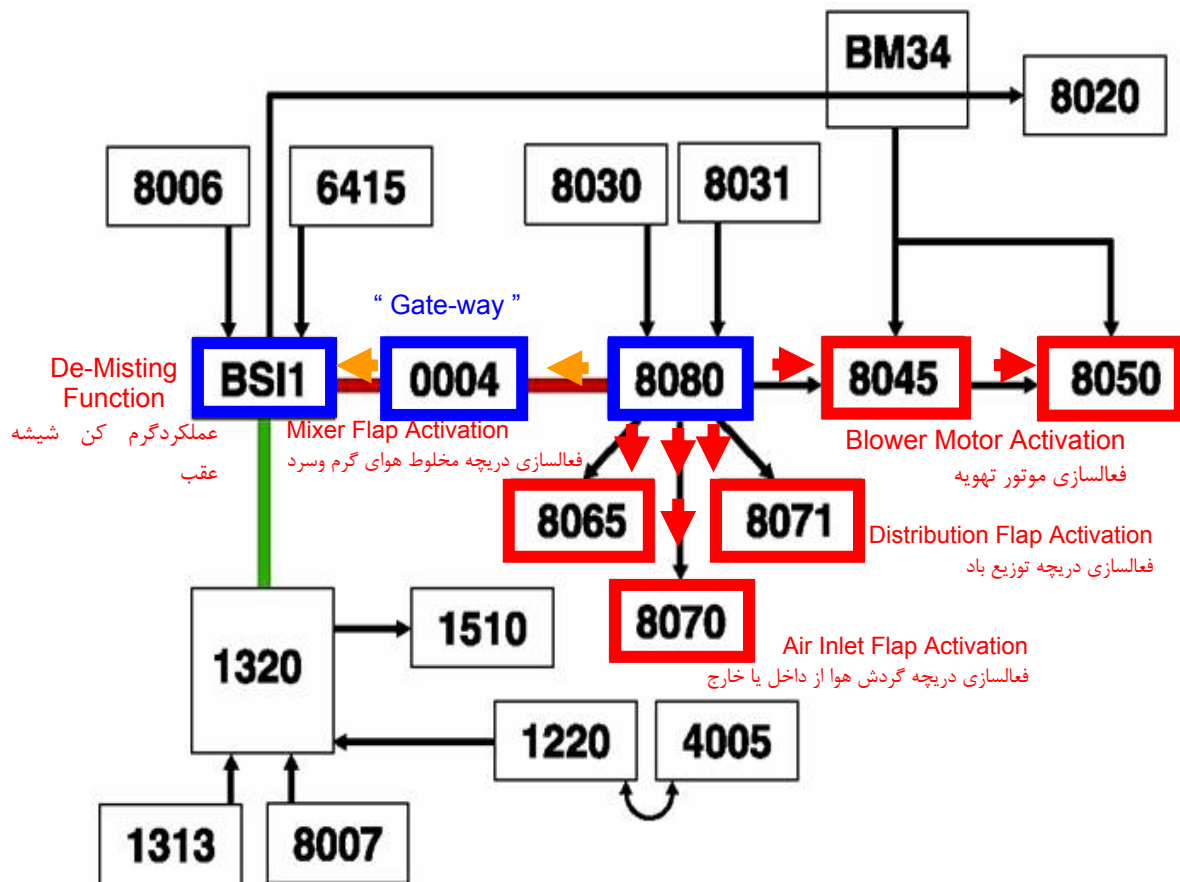 BM34
8020
8006
6415
8030
8031
“ Gate-way ”
BSI1
0004
8080
8045
8050
De-Misting
Function
عملکردگرم کن شیشه
عقب
Mixer Flap Activation
فعالسازی دریچه مخلوط هوای گرم وسرد
Blower Motor Activation
فعالسازی موتور تهویه
8065
8071
Distribution Flap Activation
فعالسازی دریچه توزیع باد
8070
Air Inlet Flap Activation
فعالسازی دریچه گردش هوا از داخل یا خارج
1510
1320
1220
4005
1313
8007